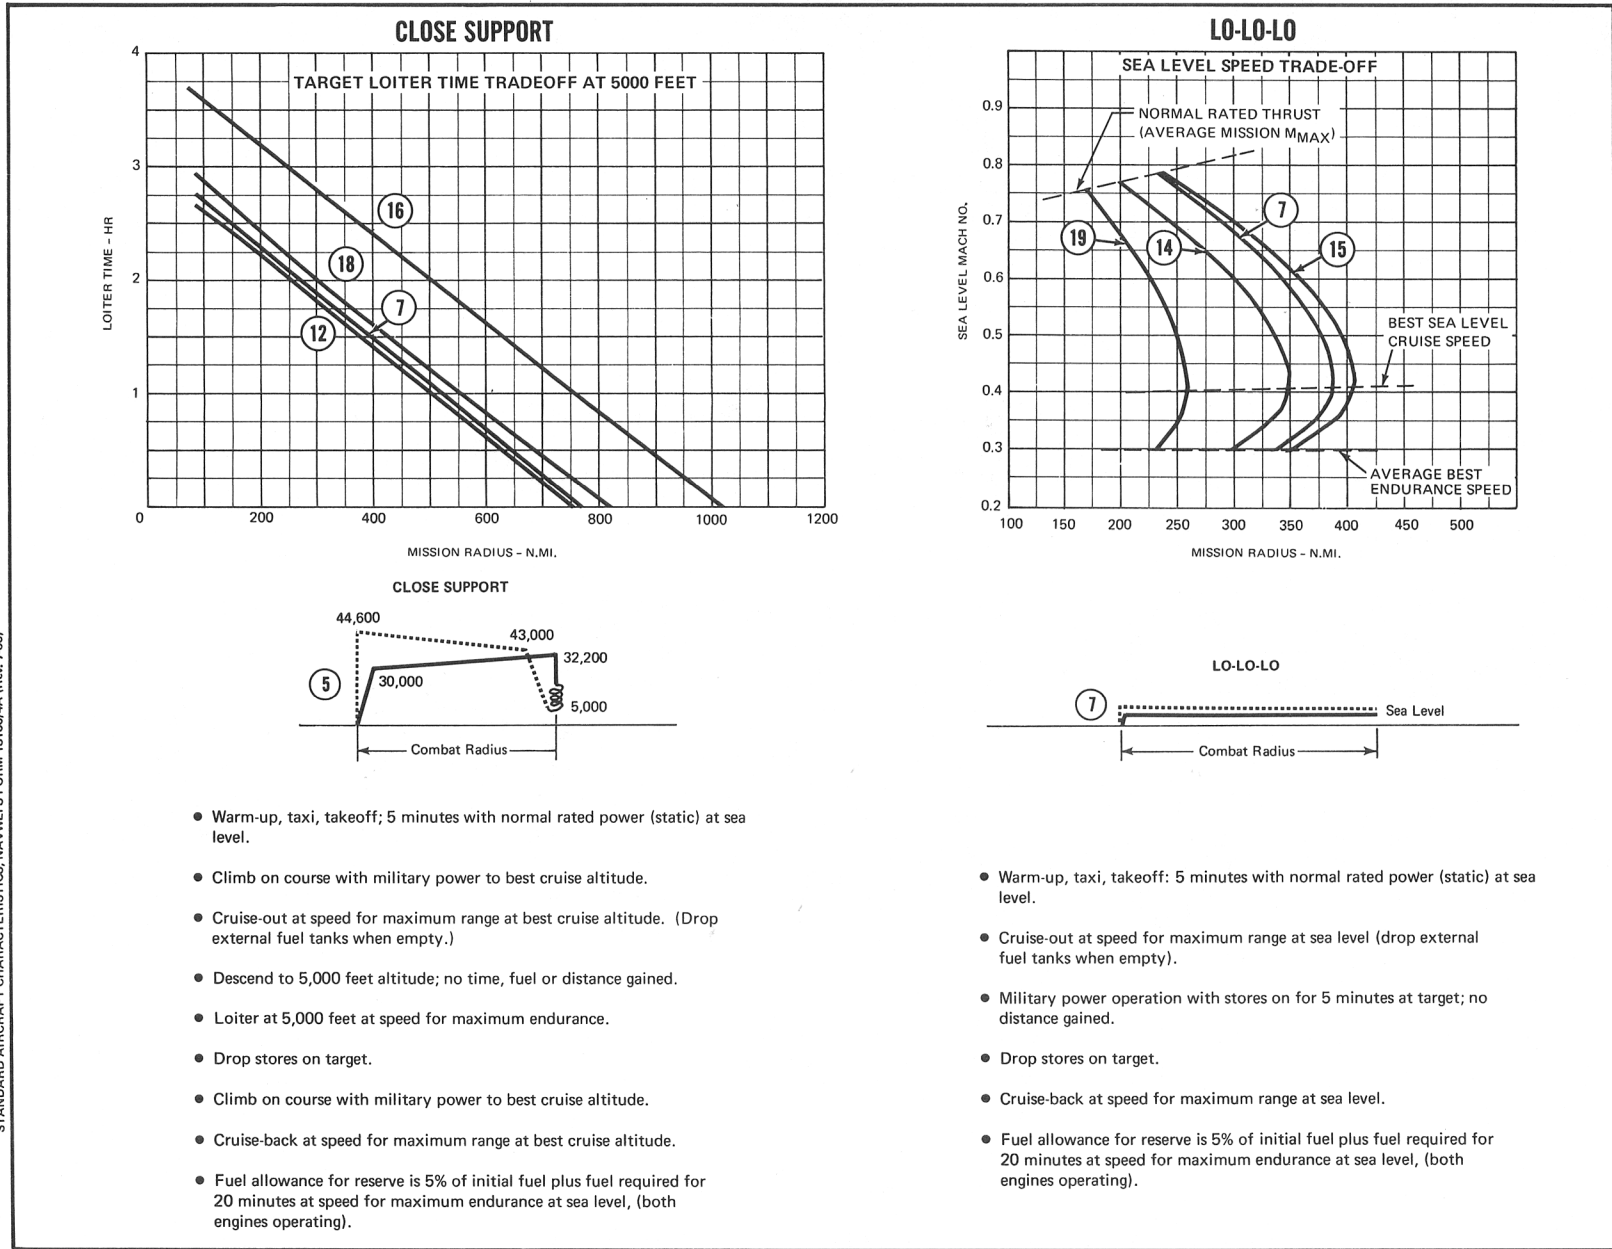 CLOSE SUPPORT
TARGET LOITER TIME TRADEOFF AT 5000 FEET
4
3
2
1
LOITER TIME – HR
16
18
7
12
0
200
400
600
800
1000
1200
MISSION RADIUS – N.MI.
CLOSE SUPPORT
44,600
43,000
32,200
30,000
5
5,000
Combat Radius
• Warm-up, taxi, takeoff; 5 minutes with normal rated power (static) at sea
level.
• Climb on course with military power to best cruise altitude.
• Cruise-out at speed for maximum range at best cruise altitude. (Drop
external fuel tanks when empty.)
• Descend to 5,000 feet altitude; no time, fuel or distance gained.
• Loiter at 5,000 feet at speed for maximum endurance.
• Drop stores on target.
• Climb on course with military power to best cruise altitude.
• Cruise-back at speed for maximum range at best cruise altitude.
• Fuel allowance for reserve is 5% of initial fuel plus fuel required for
20 minutes at speed for maximum endurance at sea level, (both
engines operating).
LO-LO-LO
SEA LEVEL SPEED TRADE-OFF
0.9
0.8
0.7
0.6
0.5
0.4
0.3
0.2
SEA LEVEL MACH NO.
NORMAL RATED THRUST
(AVERAGE MISSION MMAX)
7
19
14
15
BEST SEA LEVEL
CRUISE SPEED
AVERAGE BEST
ENDURANCE SPEED
100
150
200
250
300
350
400
450
500
MISSION RADIUS – N.MI.
LO-LO-LO
7
Sea Level
Combat Radius
• Warm-up, taxi, takeoff: 5 minutes with normal rated power (static) at sea
level.
• Cruise-out at speed for maximum range at sea level (drop external
fuel tanks when empty).
• Military power operation with stores on for 5 minutes at target; no
distance gained.
• Drop stores on target.
• Cruise-back at speed for maximum range at sea level.
• Fuel allowance for reserve is 5% of initial fuel plus fuel required for
20 minutes at speed for maximum endurance at sea level, (both
engines operating).